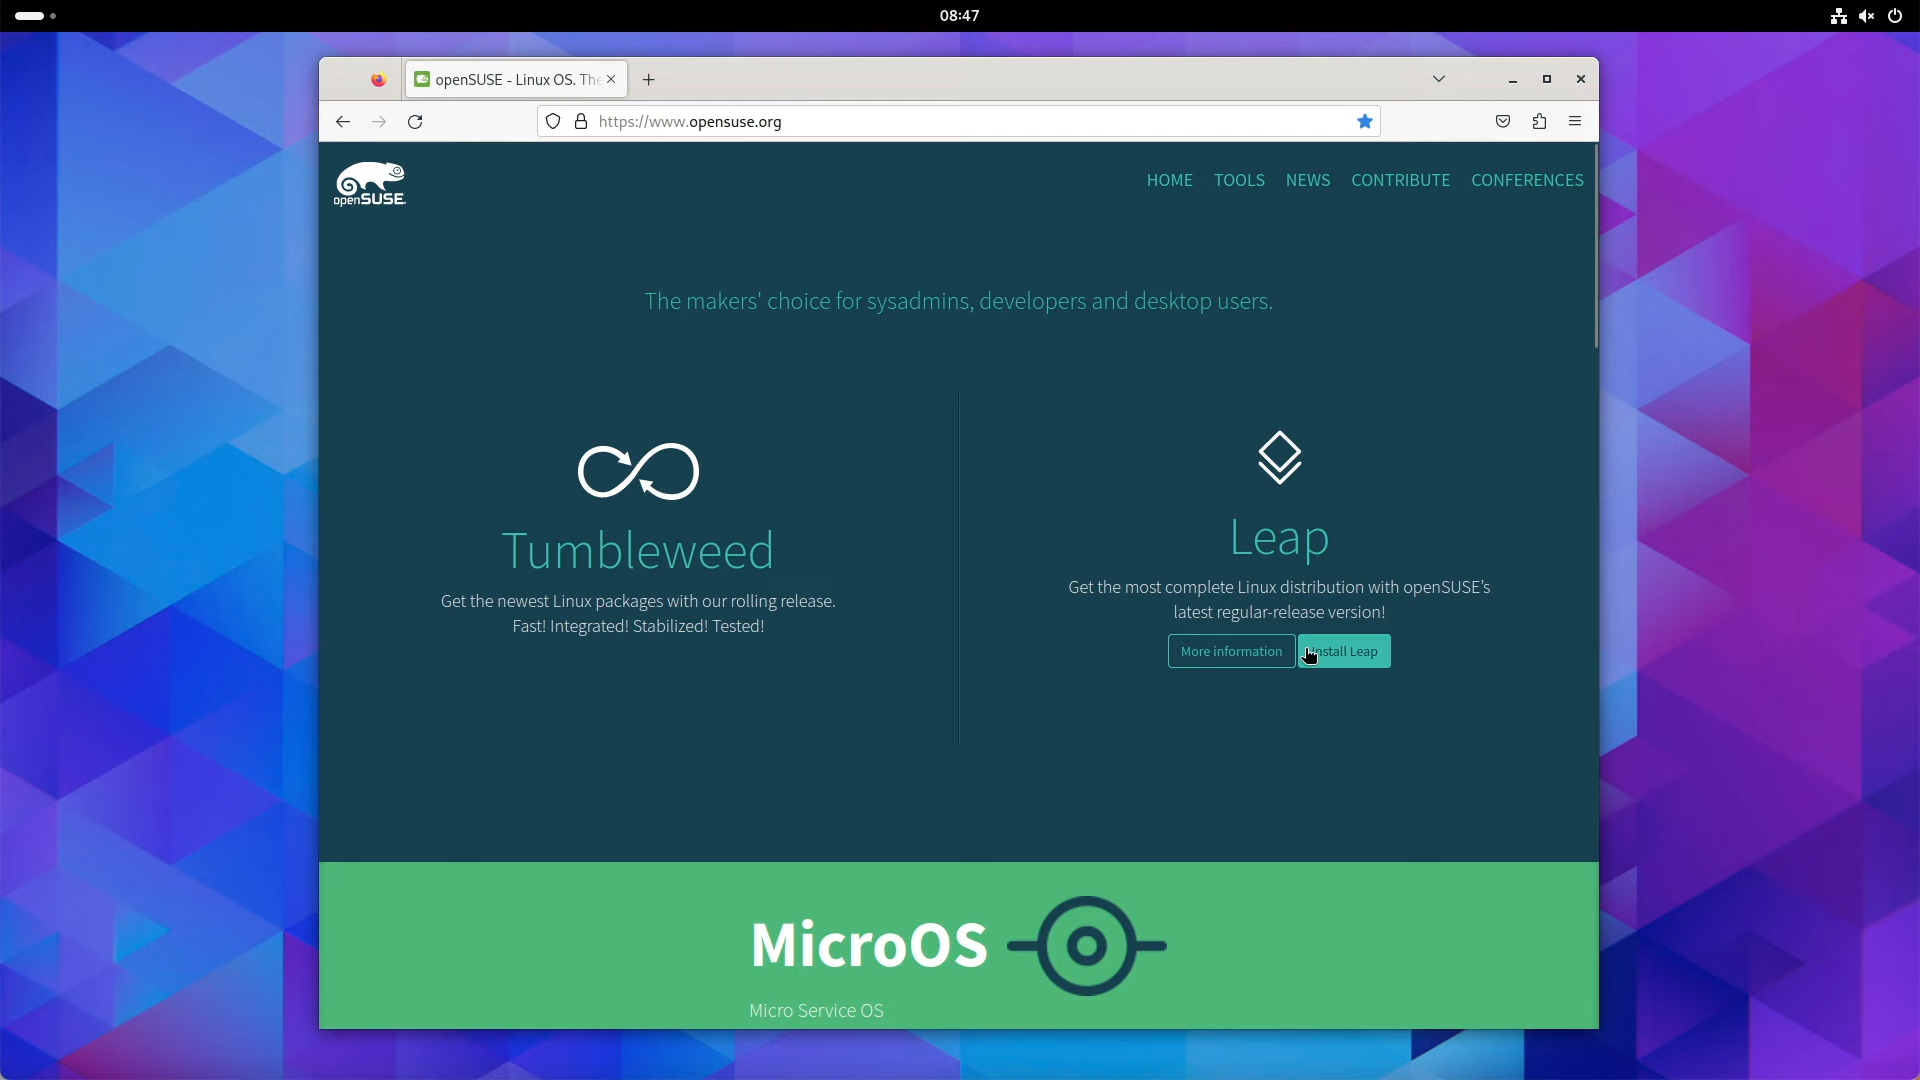 08:47
openSUSE - Linux OS. The
https://www.opensuse.org
openSUSE.
HOME TOOLS NEWS CONTRIBUTE CONFERENCES
The makers' choice for sysadmins, developers and desktop users.
Tumbleweed
Get the newest Linux packages with our rolling release.
Fast! Integrated! Stabilized! Tested!
Leap
Get the most complete Linux distribution with openSUSE’s
latest regular-release version!
More information
Install Leap
MicroOS
Micro Service OS